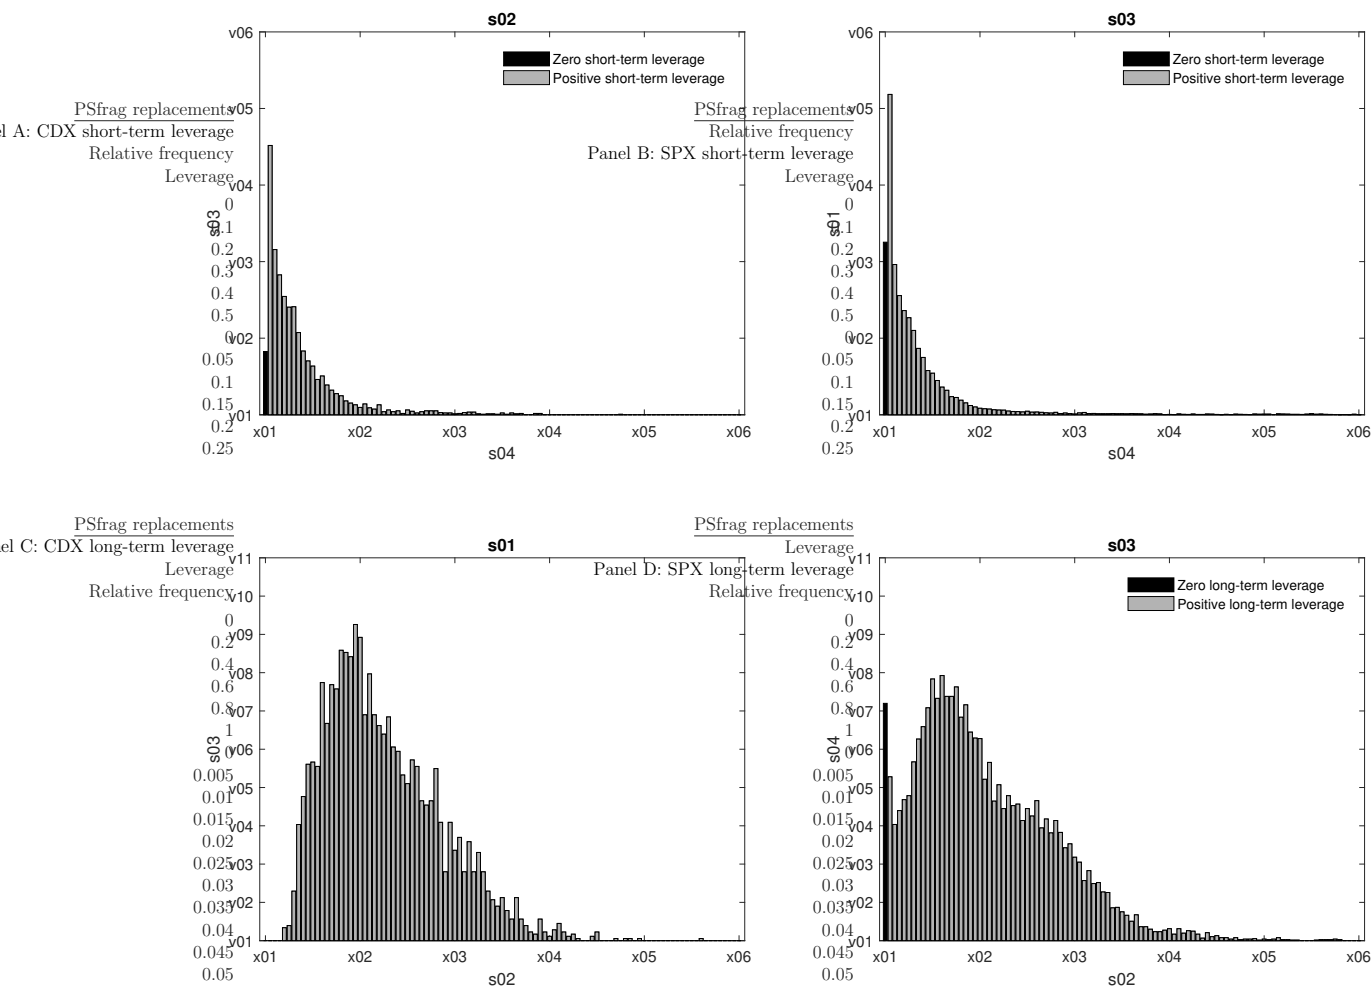 s02
v06
Zero short-term leverage
Positive short-term leverage
PSfrag replacements
v05
el A: CDX short-term leverage
Relative frequency
Leverage
v04
0
s03
0.1
0.2
v03
0.3
0.4
0.5
0
v02
0.05
0.1
0.15
v01
0.2
0.25
x01 x02 x03 x04 x05 x06
s04
s03
v06
Zero short-term leverage
Positive short-term leverage
PSfrag replacements
v05
Relative frequency
Panel B: SPX short-term leverage
Leverage
v04
0
s01
0.1
0.2
v03
0.3
0.4
0.5
0
v02
0.05
0.1
0.15
v01
0.2
0.25
x01 x02 x03 x04 x05 x06
s04
PSfrag replacements
s01
el C: CDX long-term leverage
v11
Leverage
Relative frequency
v10
0
v09
0.2
0.4
v08
0.6
0.8
v07
1
s03
0
v06
0.005
v05
0.01
0.015
v04
0.02
0.025
v03
0.03
0.035
v02
0.04
v01
0.045
0.05
x01 x02 x03 x04 x05 x06
s02
PSfrag replacements
s03
Leverage
v11
Panel D: SPX long-term leverage
Zero long-term leverage
Relative frequency
v10
Positive long-term leverage
0
v09
0.2
0.4
v08
0.6
0.8
v07
1
s04
0
v06
0.005
v05
0.01
0.015
v04
0.02
0.025
v03
0.03
0.035
v02
0.04
v01
0.045
0.05
x01 x02 x03 x04 x05 x06
s02